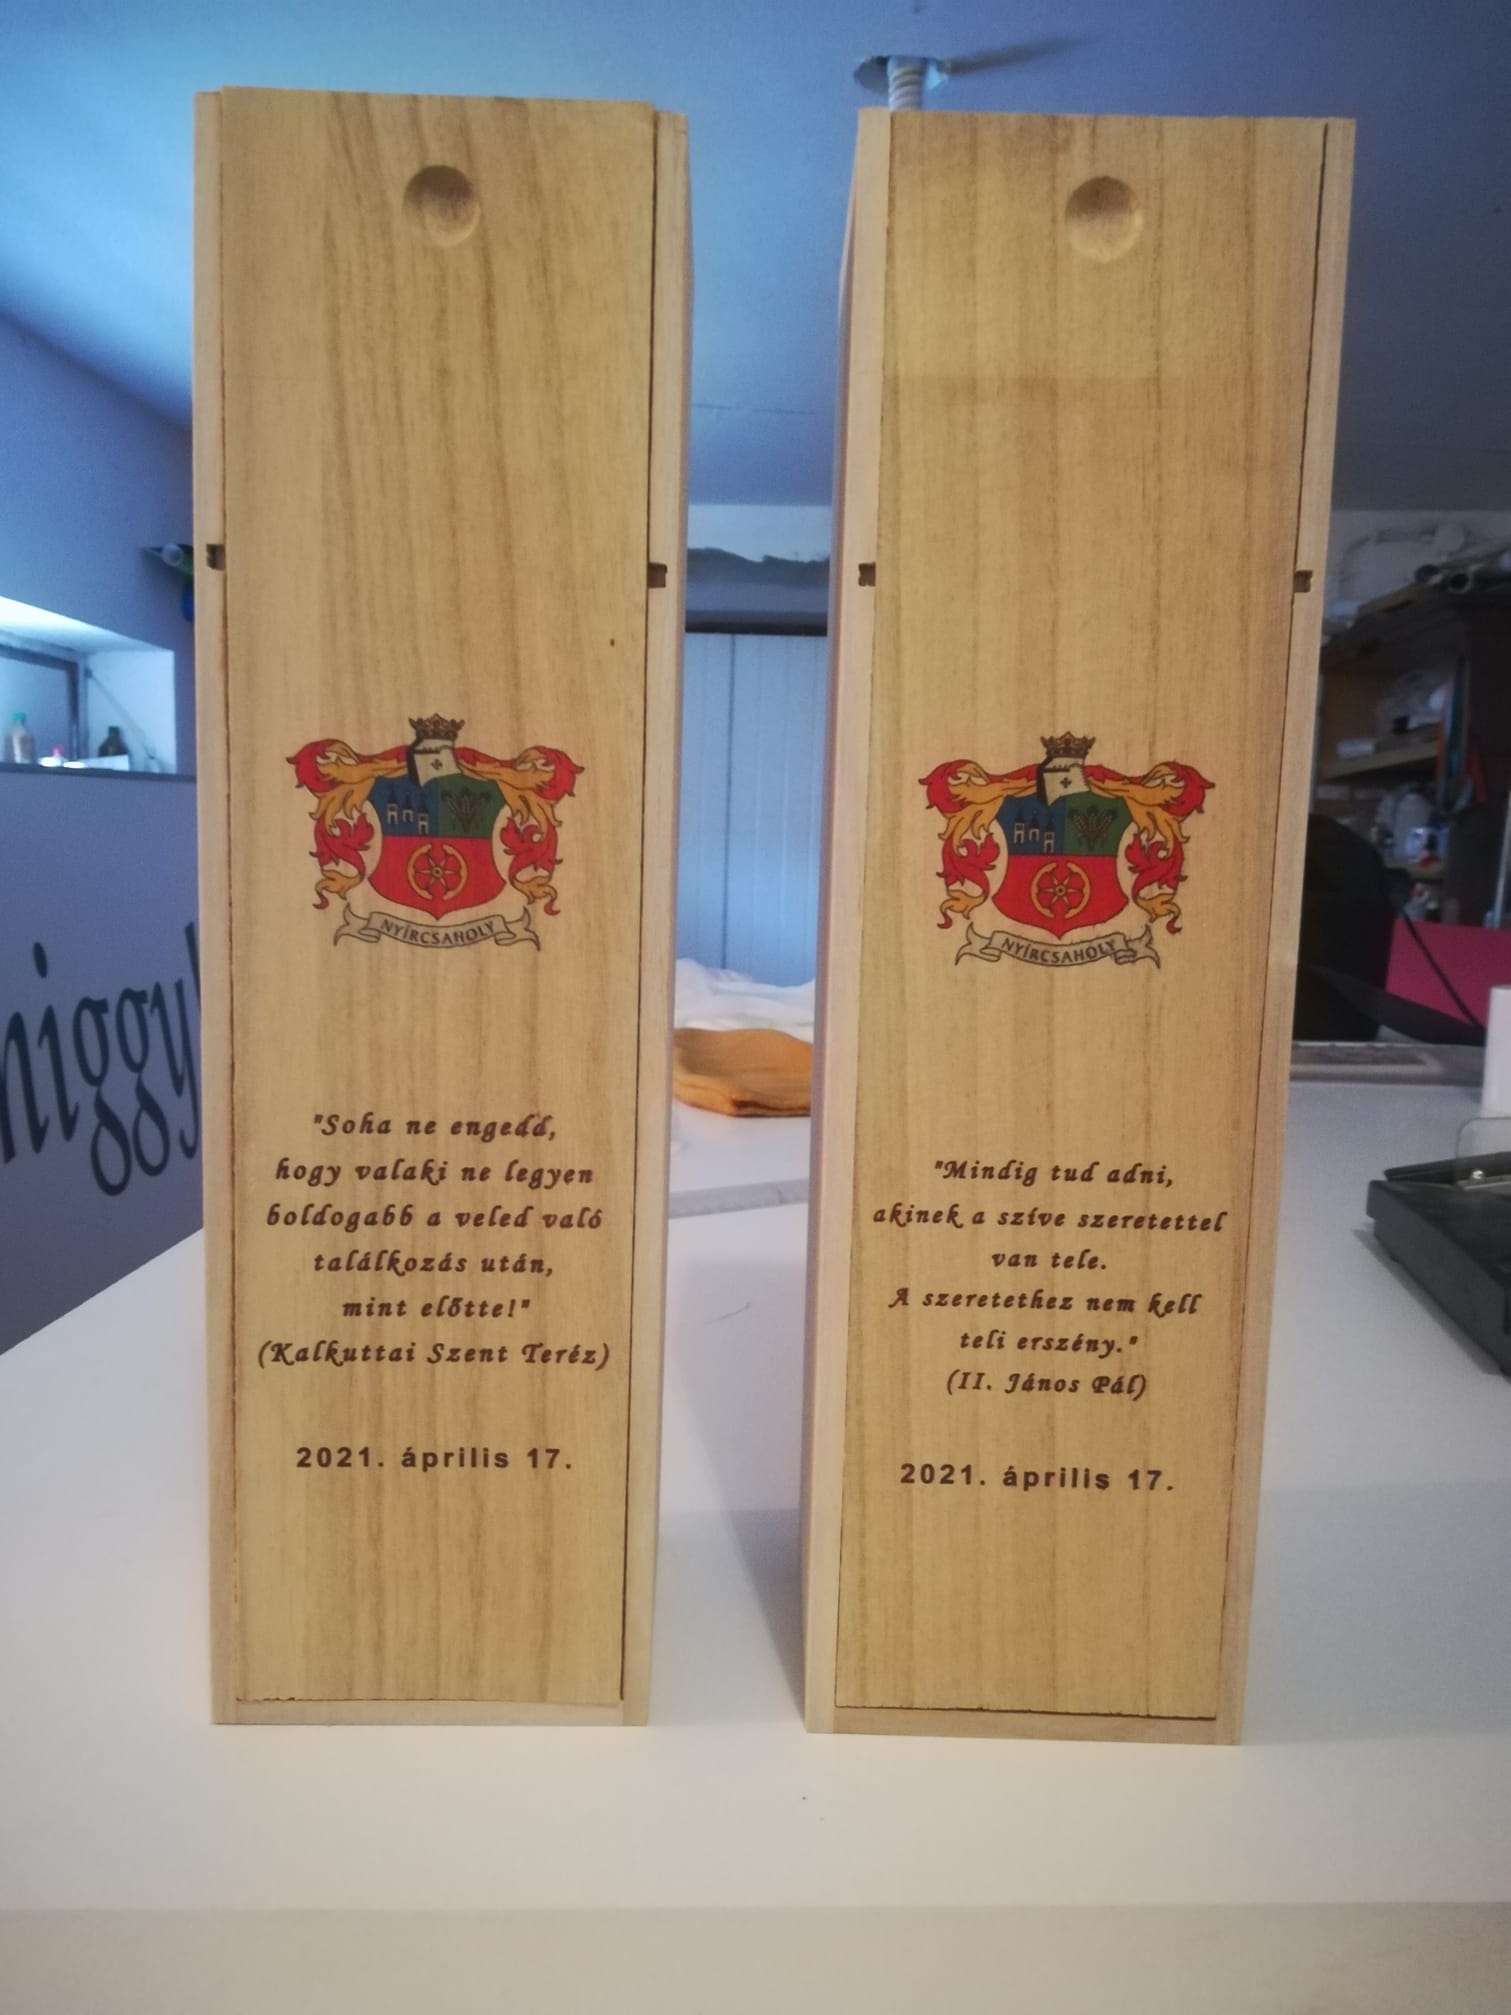 NYÍRCSAHOLY
"Soha ne engedd,
hogy valaki ne legyen
boldogabb a veled való
találkozás után,
mint előtte!"
(Kalkuttai Szent Teréz)
2021. április 17.
NYÍRCSAHOLY
"Mindig tud adni,
akinek a szíve szeretettel
van tele.
A szeretethez nem kell
teli erszény."
(II. János Pál)
2021. április 17.